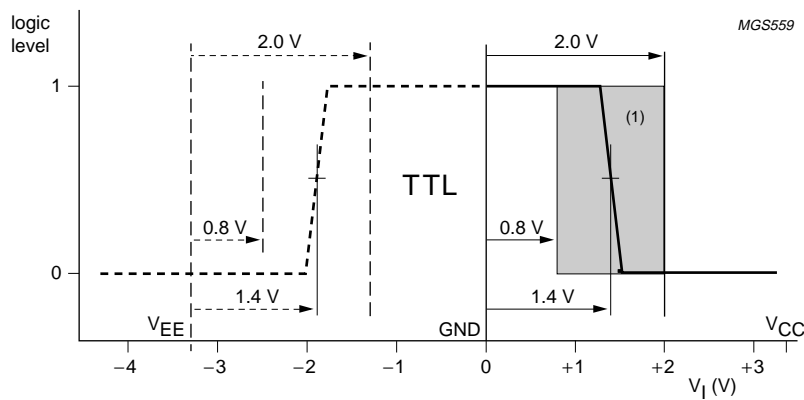 logic
level
MGS559
2.0 V
2.0 V
1
(1)
TTL
0.8 V
0.8 V
0
1.4 V
1.4 V
VEE
GND
VCC
−4
−3
−2
−1
0
+1
+2
+3
VI (V)